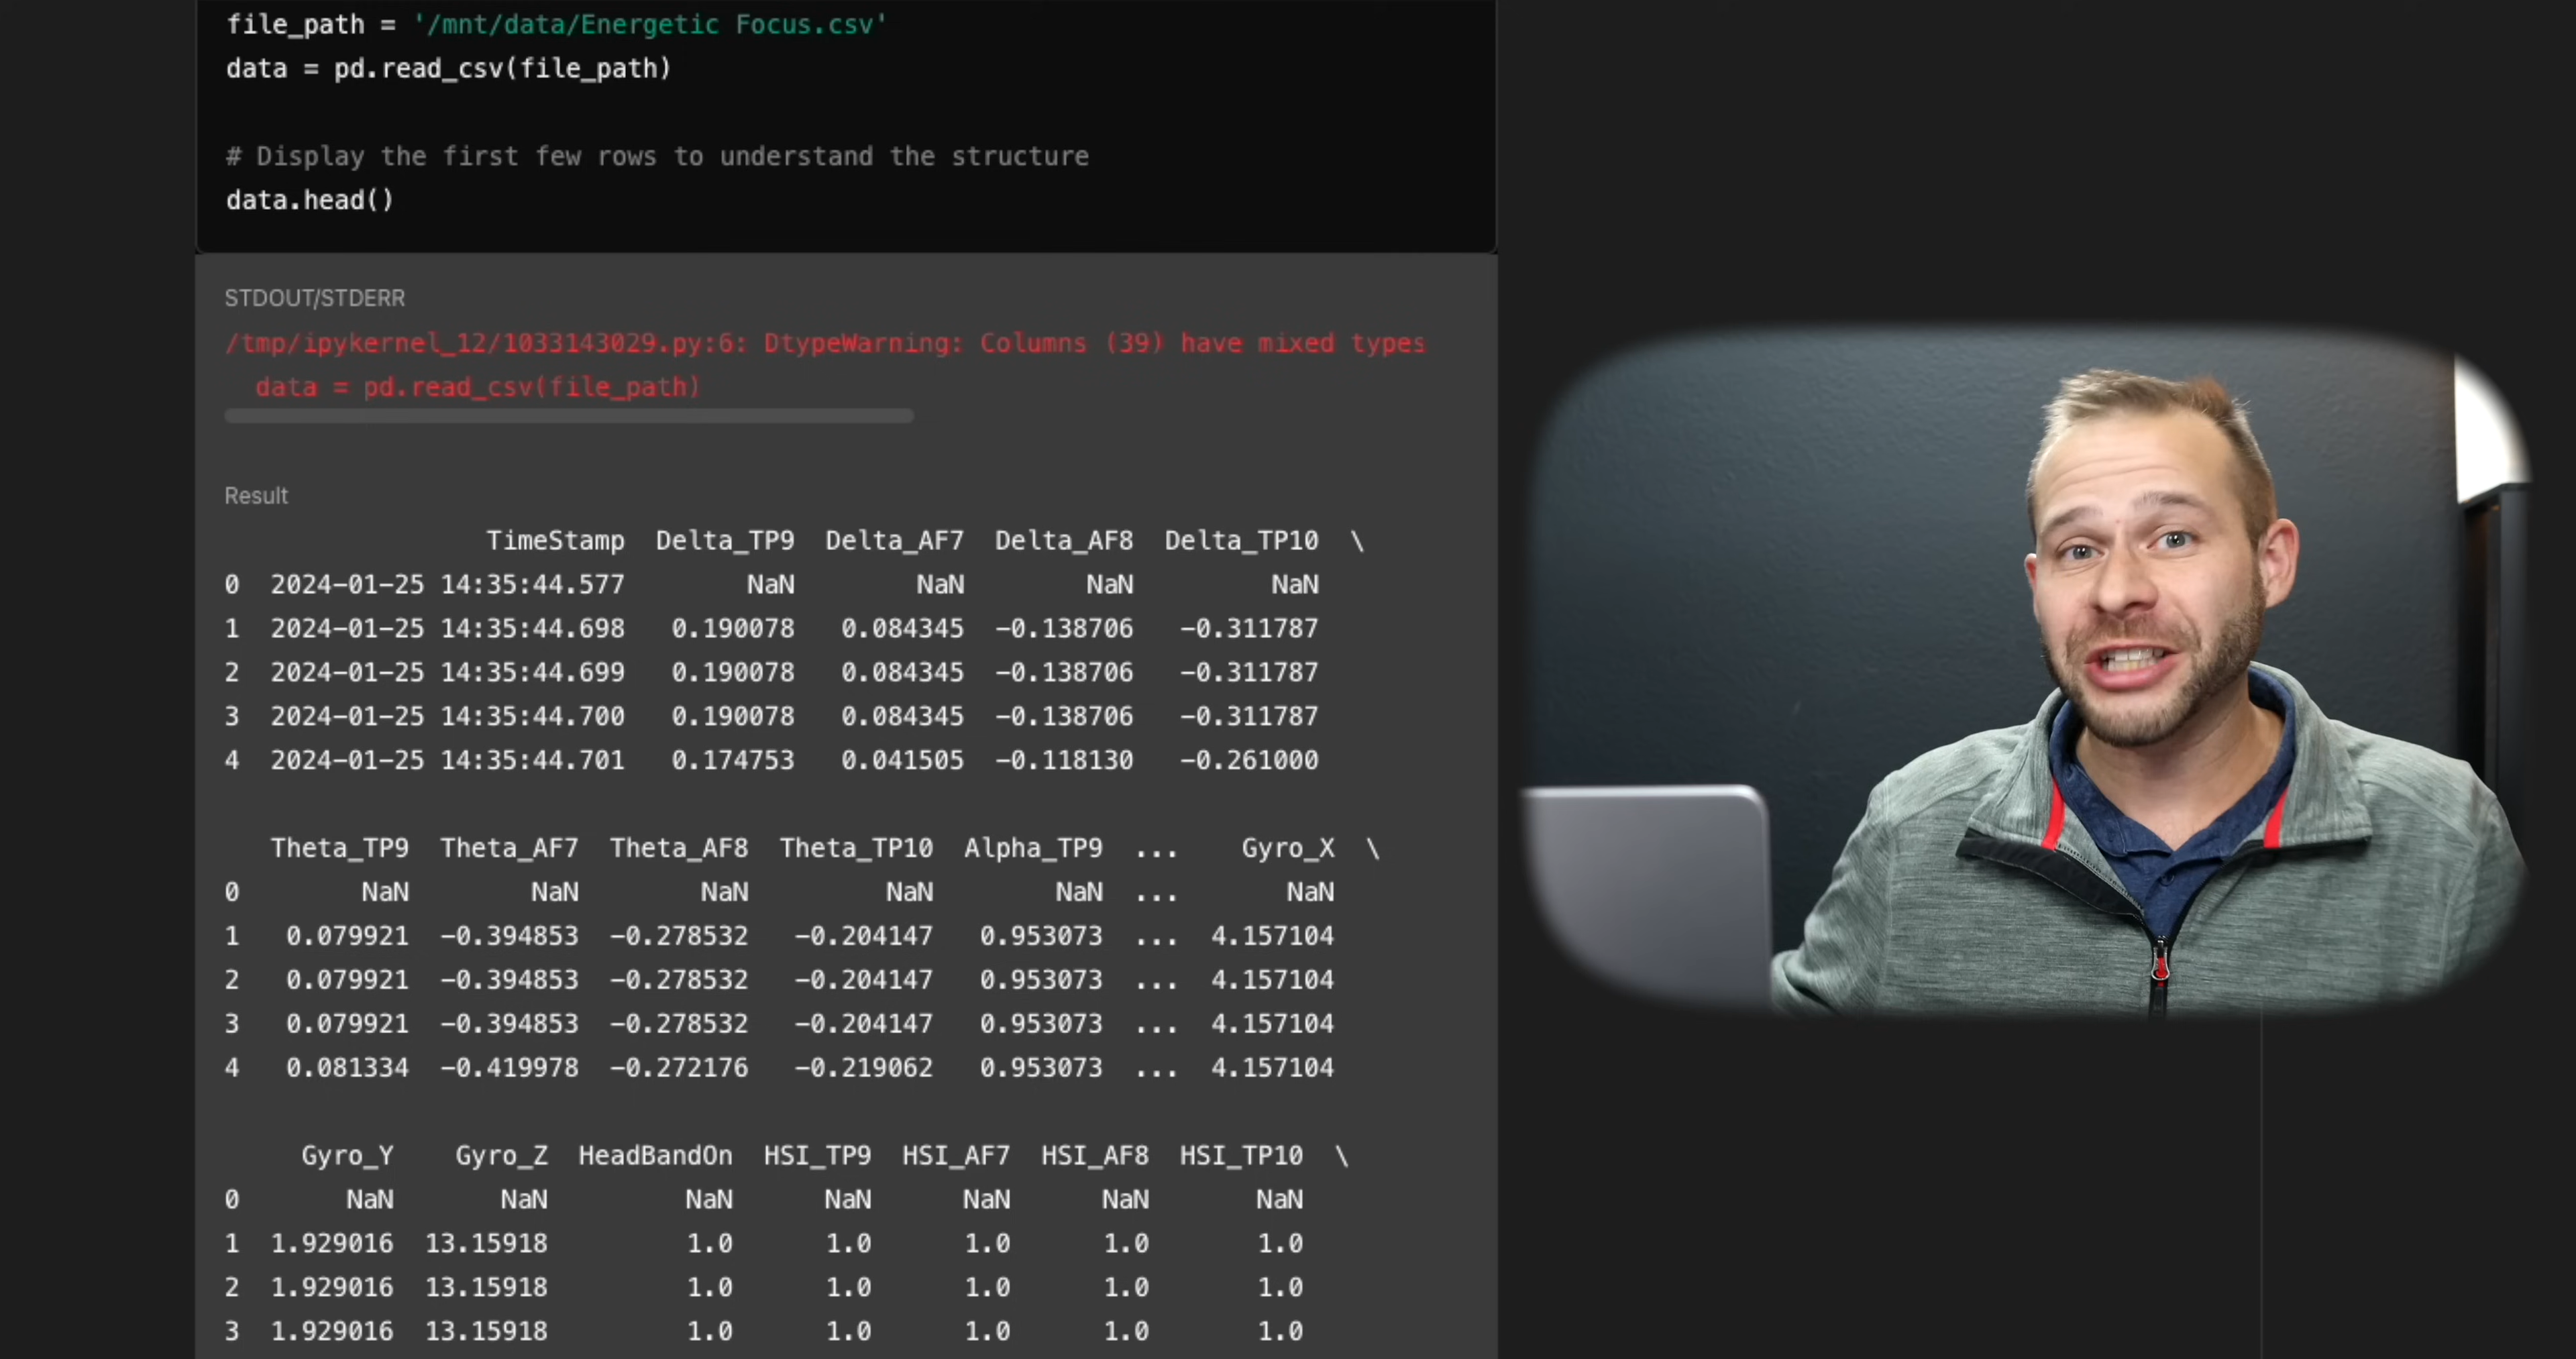 file_path = '/mnt/data/Energetic Focus.csv'
data = pd.read_csv(file_path)
# Display the first few rows to understand the structure
data.head()
STDOUT/STDERR
/tmp/ipykernel_12/1033143029.py:6: DtypeWarning: Columns (39) have mixed types
data = pd.read_csv(file_path)
Result
TimeStamp Delta_TP9 Delta_AF7 Delta_AF8 Delta_TP10 \
0 2024-01-25 14:35:44.577 NaN NaN NaN NaN
1 2024-01-25 14:35:44.698 0.190078 0.084345 -0.138706 -0.311787
2 2024-01-25 14:35:44.699 0.190078 0.084345 -0.138706 -0.311787
3 2024-01-25 14:35:44.700 0.190078 0.084345 -0.138706 -0.311787
4 2024-01-25 14:35:44.701 0.174753 0.041505 -0.118130 -0.261000
Theta_TP9 Theta_AF7 Theta_AF8 Theta_TP10 Alpha_TP9 ... Gyro_X \
0 NaN NaN NaN NaN NaN ... NaN
1 0.079921 -0.394853 -0.278532 -0.204147 0.953073 ... 4.157104
2 0.079921 -0.394853 -0.278532 -0.204147 0.953073 ... 4.157104
3 0.079921 -0.394853 -0.278532 -0.204147 0.953073 ... 4.157104
4 0.081334 -0.419978 -0.272176 -0.219062 0.953073 ... 4.157104
Gyro_Y Gyro_Z HeadBandOn HSI_TP9 HSI_AF7 HSI_AF8 HSI_TP10 \
0 NaN NaN NaN NaN NaN NaN NaN
1 1.929016 13.15918 1.0 1.0 1.0 1.0 1.0
2 1.929016 13.15918 1.0 1.0 1.0 1.0 1.0
3 1.929016 13.15918 1.0 1.0 1.0 1.0 1.0